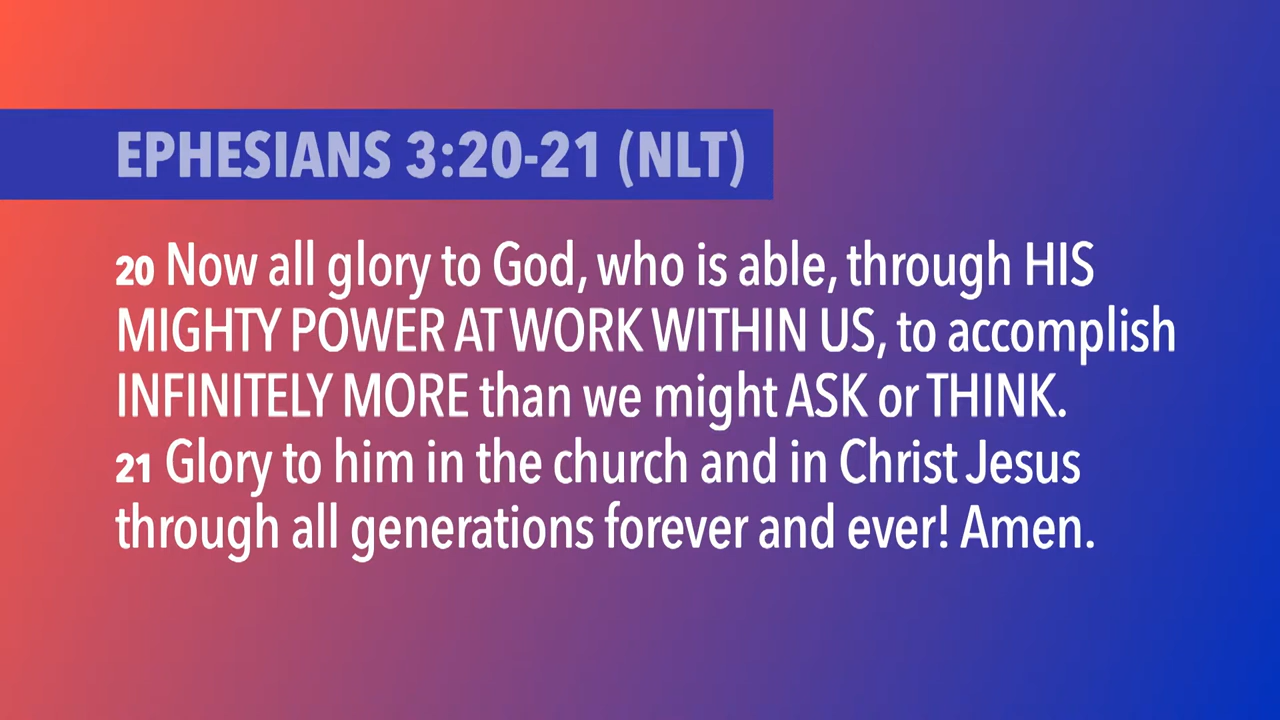 EPHESIANS 3:20-21 (NLT)
20 Now all glory to God, who is able, through HIS
MIGHTY POWER AT WORK WITHIN US, to accomplish
INFINITELY MORE than we might ASK or THINK.
21 Glory to him in the church and in Christ Jesus
through all generations forever and ever! Amen.